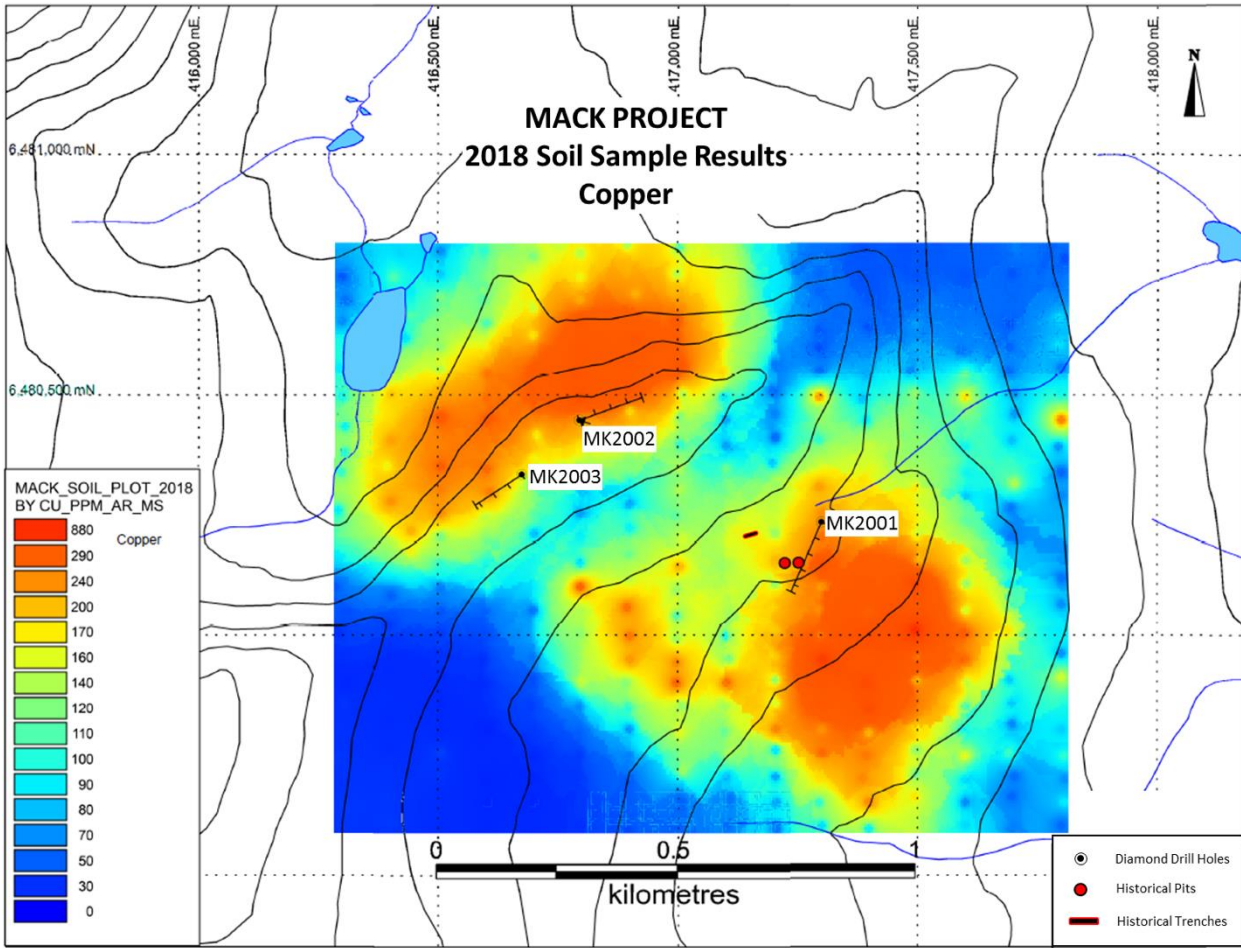 416,000 mE
416,500 mE
417,000 mE
417,500 mE
418,000 mE
N
MACK PROJECT
2018 Soil Sample Results
Copper
6,481,000 mN
6,480,500 mN
MK2002
MK2003
MK2001
MACK_SOIL_PLOT_2018
BY CU_PPM_AR_MS
880 Copper
290
240
200
170
160
140
120
110
100
90
80
70
50
30
0
0 0.5 1
kilometres
Diamond Drill Holes
Historical Pits
Historical Trenches